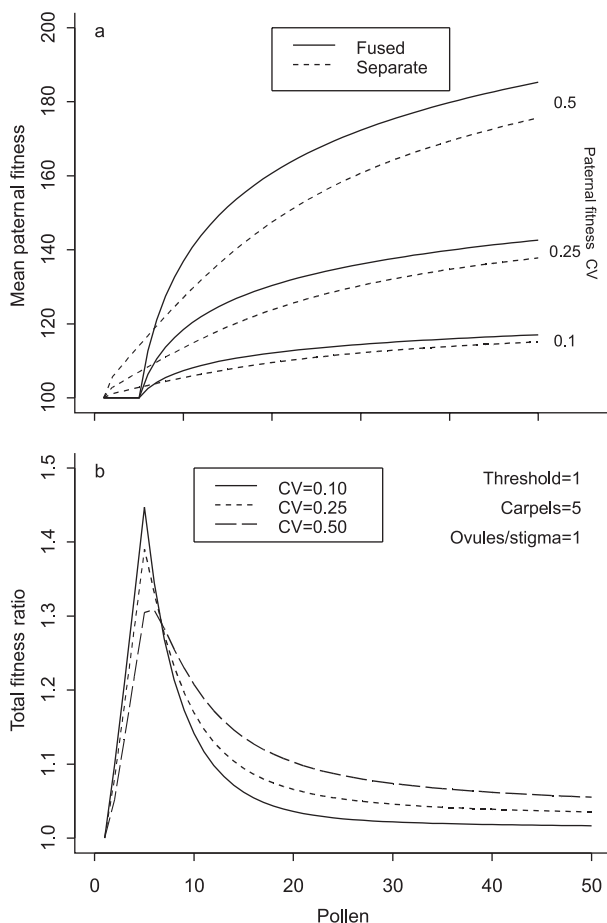 a
Fused
Separate
200
180
160
140
120
100
Mean paternal fitness
0.5
0.25
0.1
Paternal fitness CV
b
CV=0.10
CV=0.25
CV=0.50
Threshold=1
Carpels=5
Ovules/stigma=1
1.5
1.4
1.3
1.2
1.1
1.0
Total fitness ratio
0
10
20
30
40
50
Pollen